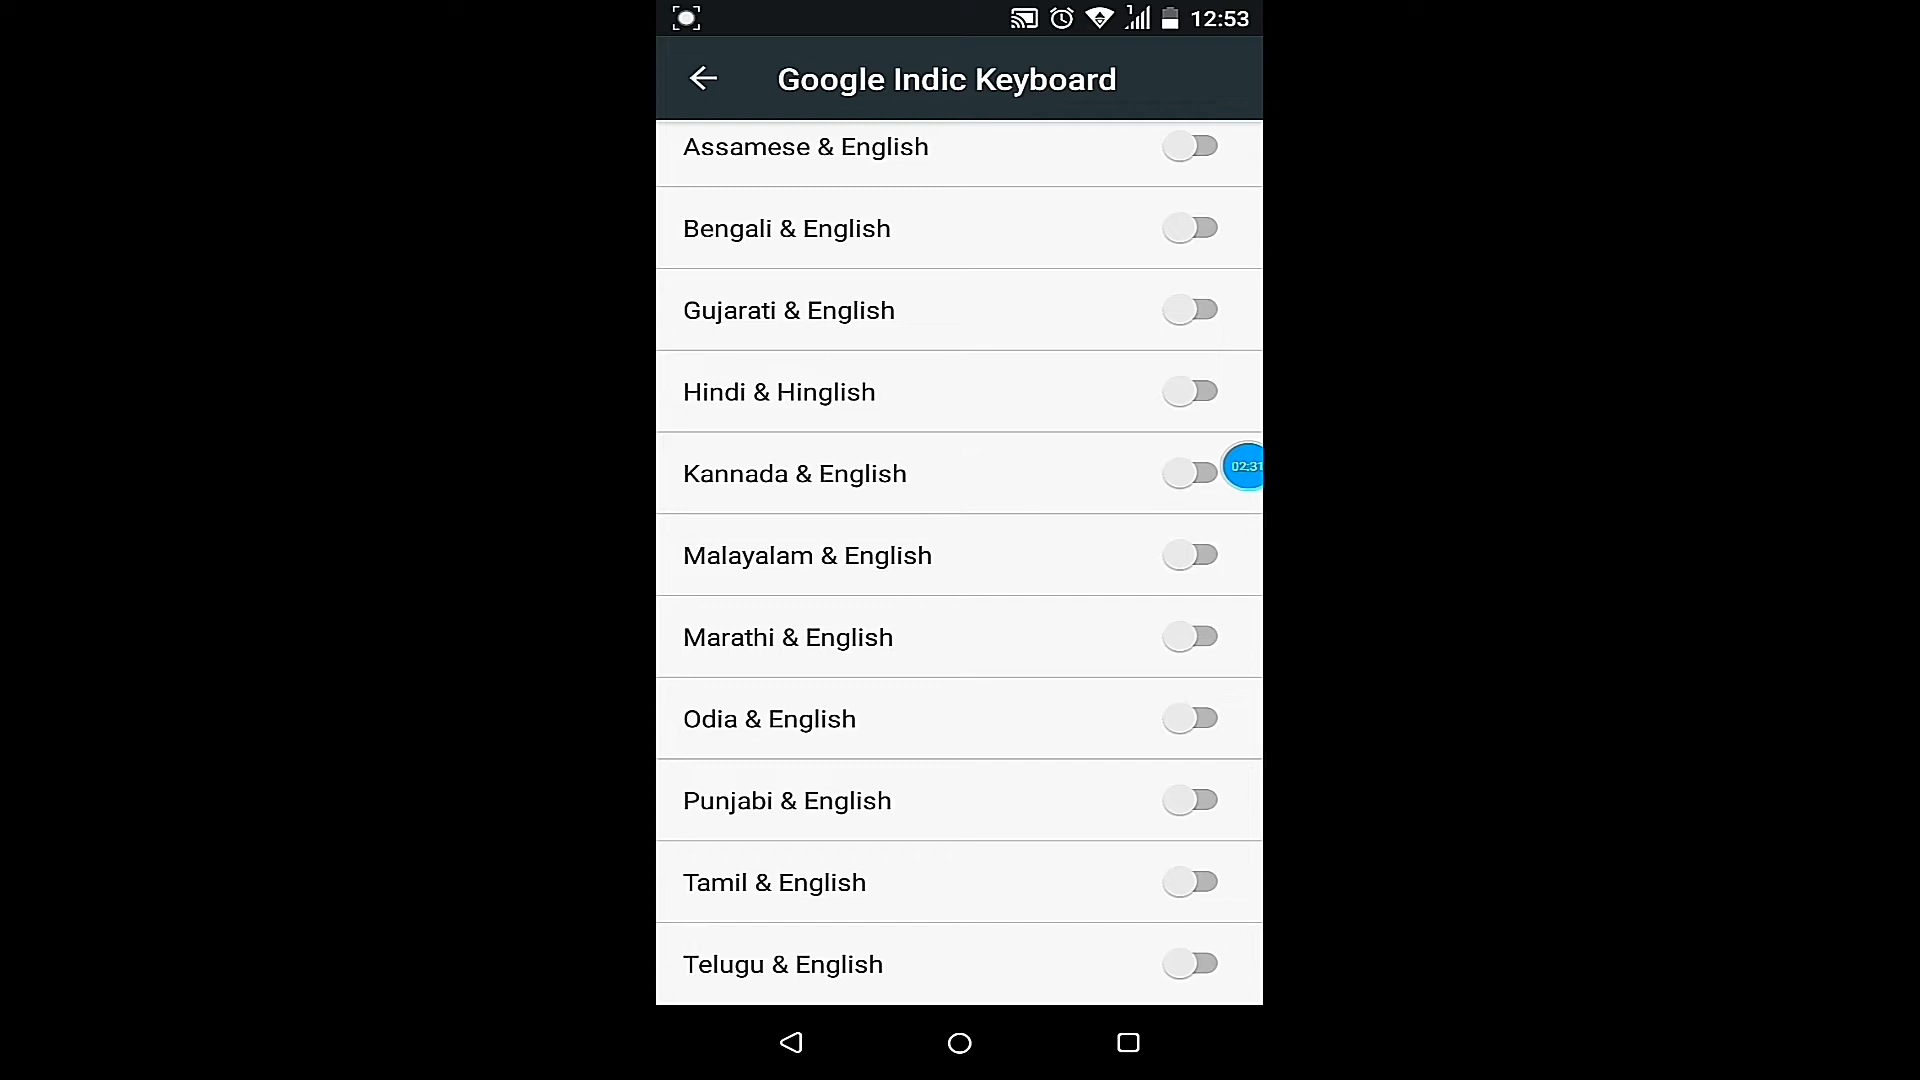 12:53
Google Indic Keyboard
Assamese & English
Bengali & English
Gujarati & English
Hindi & Hinglish
Kannada & English
02:31
Malayalam & English
Marathi & English
Odia & English
Punjabi & English
Tamil & English
Telugu & English